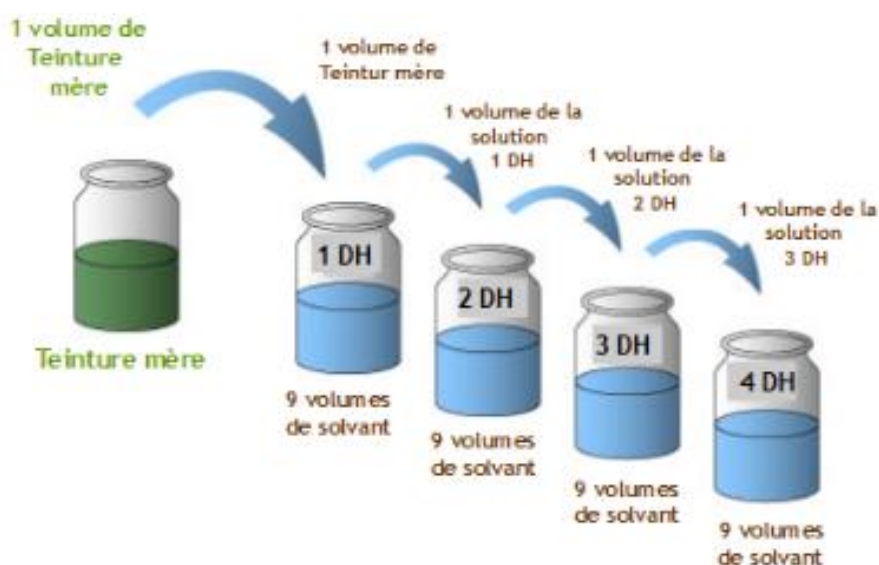 1 volume de
Teinture
mère
1 volume de
Teintur mère
1 volume de la
solution
1 DH
1 volume de la
solution
2 DH
1 volume de la
solution
3 DH
1 DH
2 DH
3 DH
4 DH
Teinture mère
9 volumes
de solvant
9 volumes
de solvant
9 volumes
de solvant
9 volumes
de solvant